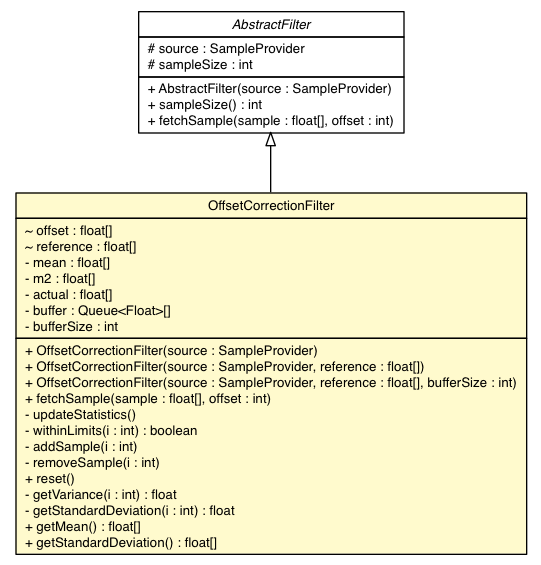 AbstractFilter
# source : SampleProvider
# sampleSize : int
+ AbstractFilter(source : SampleProvider)
+ sampleSize() : int
+ fetchSample(sample : float[], offset : int)
OffsetCorrectionFilter
~ offset : float[]
~ reference : float[]
- mean : float[]
- m2 : float[]
- actual : float[]
- buffer : Queue<Float>[]
- bufferSize : int
+ OffsetCorrectionFilter(source : SampleProvider)
+ OffsetCorrectionFilter(source : SampleProvider, reference : float[])
+ OffsetCorrectionFilter(source : SampleProvider, reference : float[], bufferSize : int)
+ fetchSample(sample : float[], offset : int)
- updateStatistics()
- withinLimits(i : int) : boolean
- addSample(i : int)
- removeSample(i : int)
+ reset()
- getVariance(i : int) : float
- getStandardDeviation(i : int) : float
+ getMean() : float[]
+ getStandardDeviation() : float[]